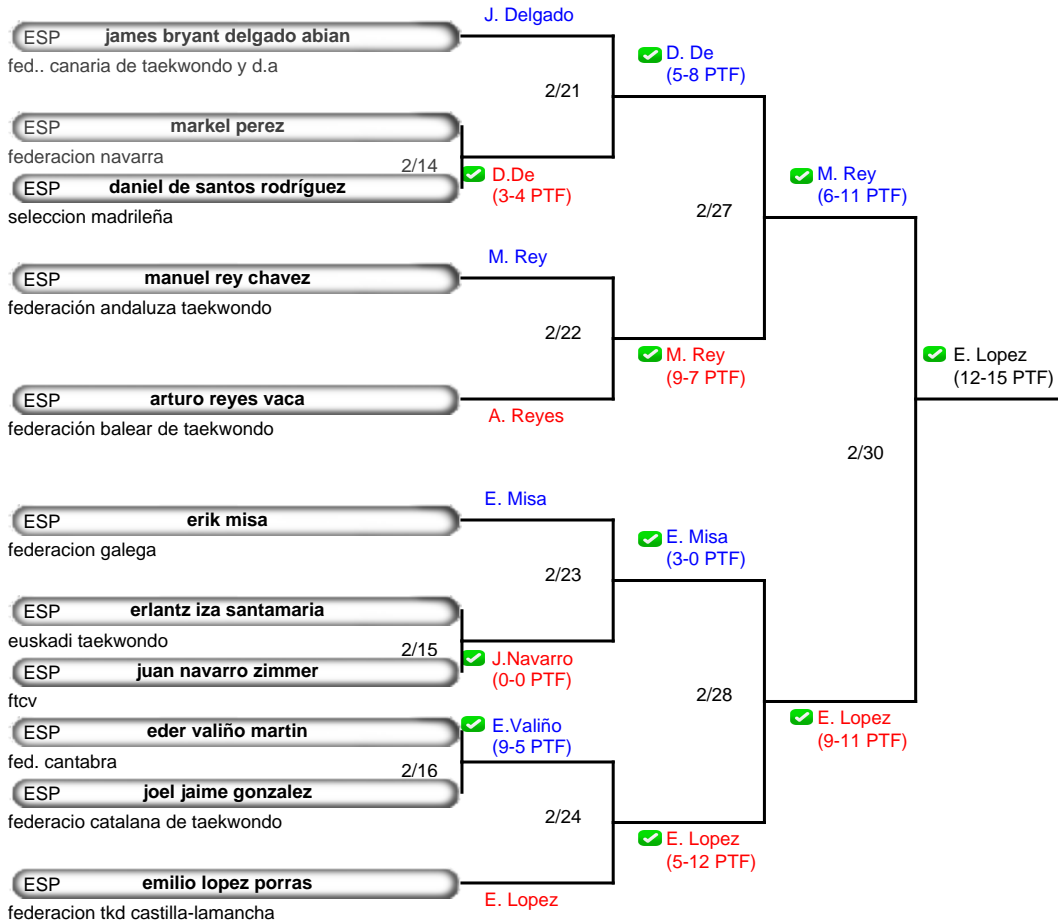 J. Delgado
ESP james bryant delgado abian
fed.. canaria de taekwondo y d.a
D. De
(5-8 PTF)
2/21
ESP markel perez
federacion navarra
2/14
D.De
(3-4 PTF)
ESP daniel de santos rodríguez
seleccion madrileña
M. Rey
(6-11 PTF)
2/27
M. Rey
ESP manuel rey chavez
federación andaluza taekwondo
2/22
M. Rey
(9-7 PTF)
E. Lopez
(12-15 PTF)
ESP arturo reyes vaca
A. Reyes
federación balear de taekwondo
2/30
E. Misa
ESP erik misa
federacion galega
E. Misa
(3-0 PTF)
2/23
ESP erlantz iza santamaria
euskadi taekwondo
2/15
J.Navarro
(0-0 PTF)
ESP juan navarro zimmer
ftcv
2/28
E. Lopez
(9-11 PTF)
E.Valiño
(9-5 PTF)
ESP eder valiño martin
fed. cantabra
2/16
ESP joel jaime gonzalez
federacio catalana de taekwondo
2/24
E. Lopez
(5-12 PTF)
ESP emilio lopez porras
E. Lopez
federacion tkd castilla-lamancha